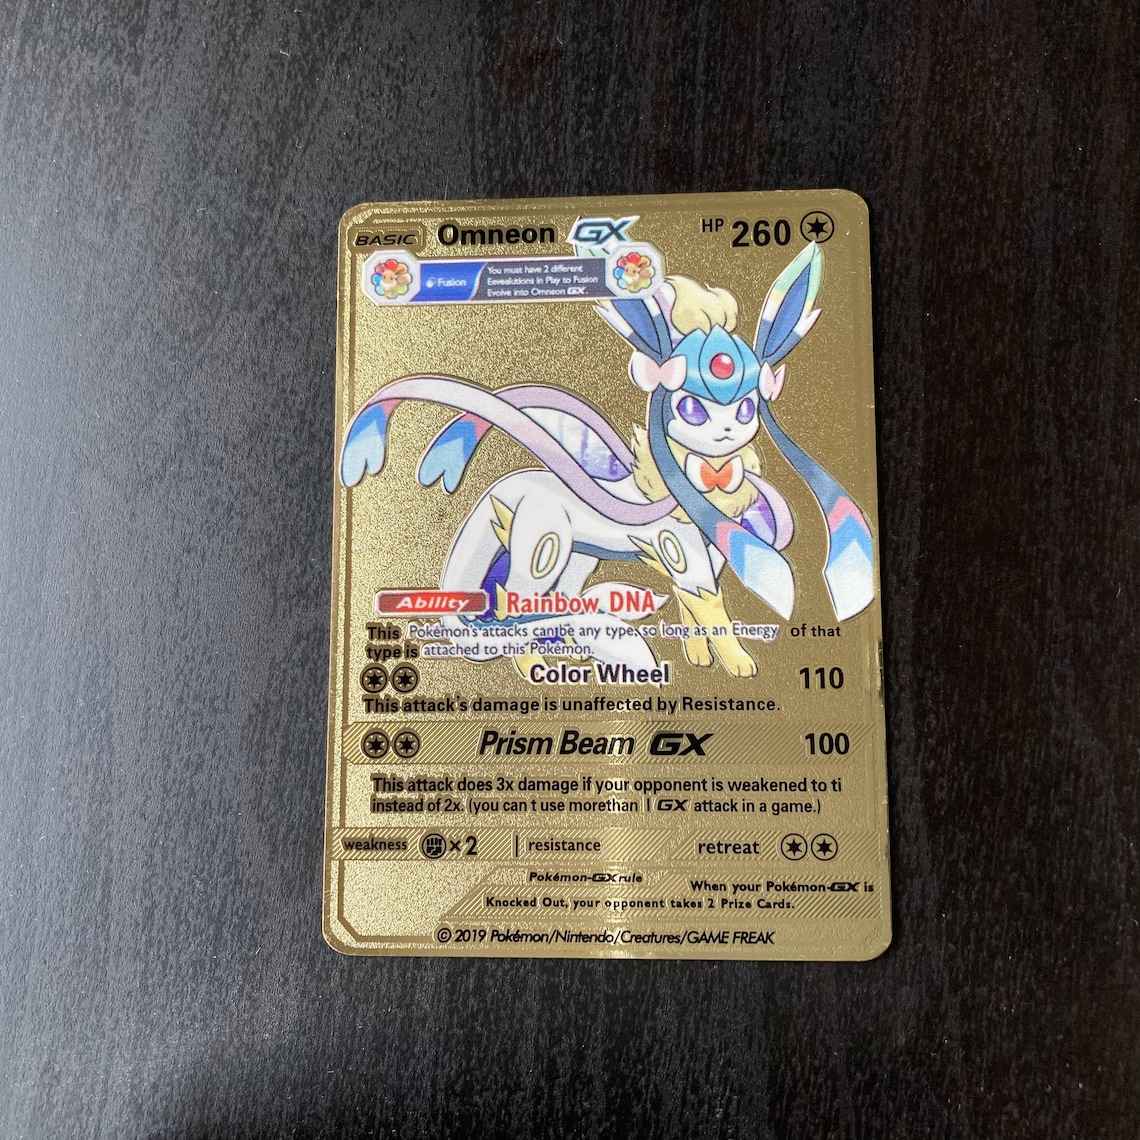 BASIC Omneon GX HP 260
Fusion
You must have 2 different
Eeveelutions in Play to Fusion
Evolve into Omneon GX.
Ability Rainbow DNA
This Pokémon's attacks can be any type, so long as an Energy of that
type is attached to this Pokémon.
Color Wheel 110
This attack's damage is unaffected by Resistance.
Prism Beam GX 100
This attack does 3x damage if your opponent is weakened to ti
instead of 2x. (you can t use morethan 1 GX attack in a game.)
weakness ×2 resistance retreat
Pokémon-GX rule When your Pokémon-GX is
Knocked Out, your opponent takes 2 Prize Cards.
© 2019 Pokémon/Nintendo/Creatures/GAME FREAK